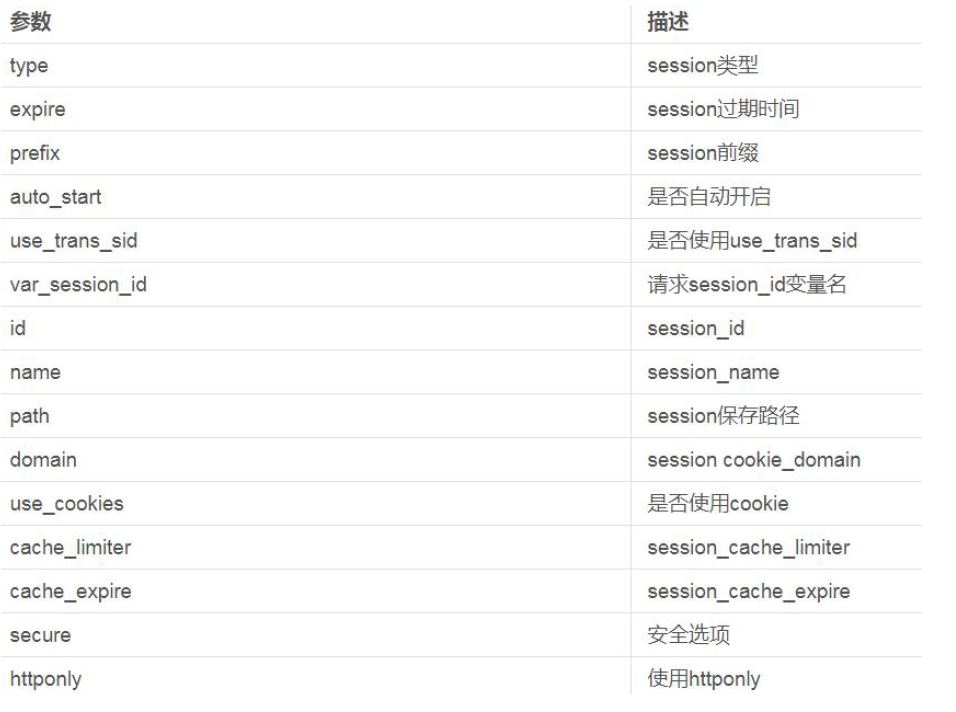 参数 描述
type session类型
expire session过期时间
prefix session前缀
auto_start 是否自动开启
use_trans_sid 是否使用use_trans_sid
var_session_id 请求session_id变量名
id session_id
name session_name
path session保存路径
domain session cookie_domain
use_cookies 是否使用cookie
cache_limiter session_cache_limiter
cache_expire session_cache_expire
secure 安全选项
httponly 使用httponly